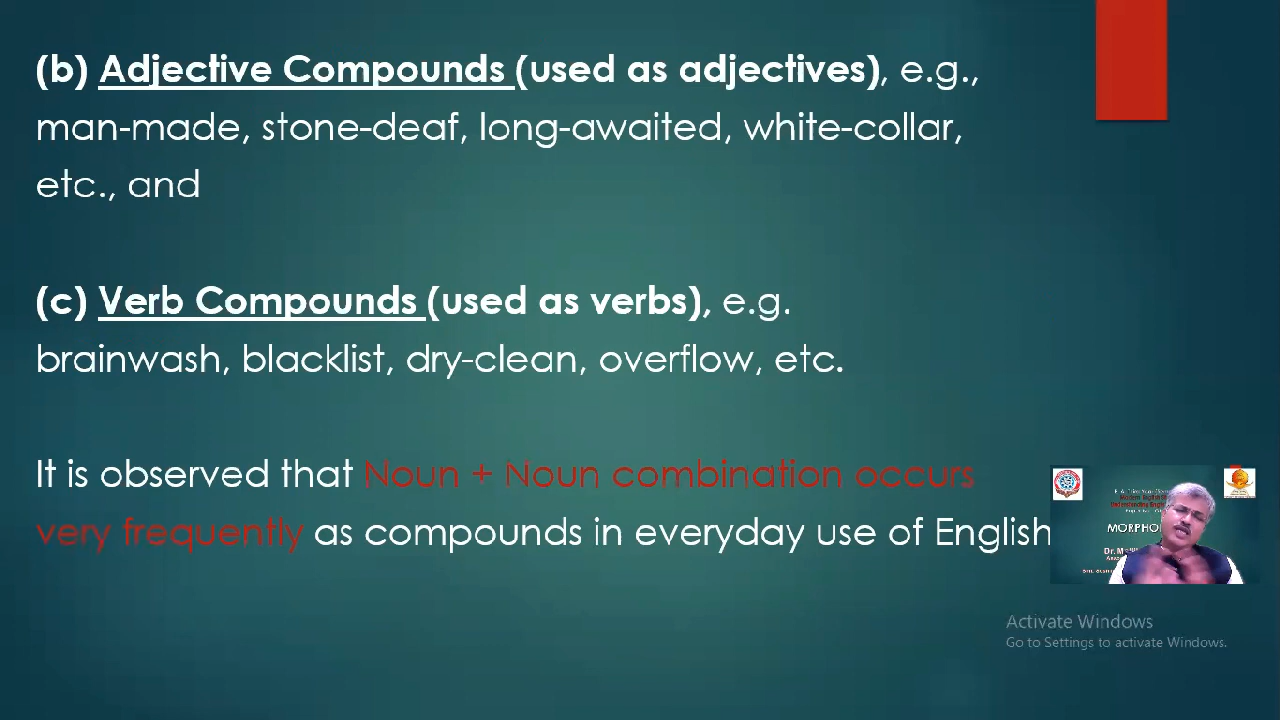 (b) Adjective Compounds (used as adjectives), e.g.,
man-made, stone-deaf, long-awaited, white-collar,
etc., and
(c) Verb Compounds (used as verbs), e.g.
brainwash, blacklist, dry-clean, overflow, etc.
It is observed that Noun + Noun combination occurs
very frequently as compounds in everyday use of English
MORPHO
Activate Windows
Go to Settings to activate Windows.